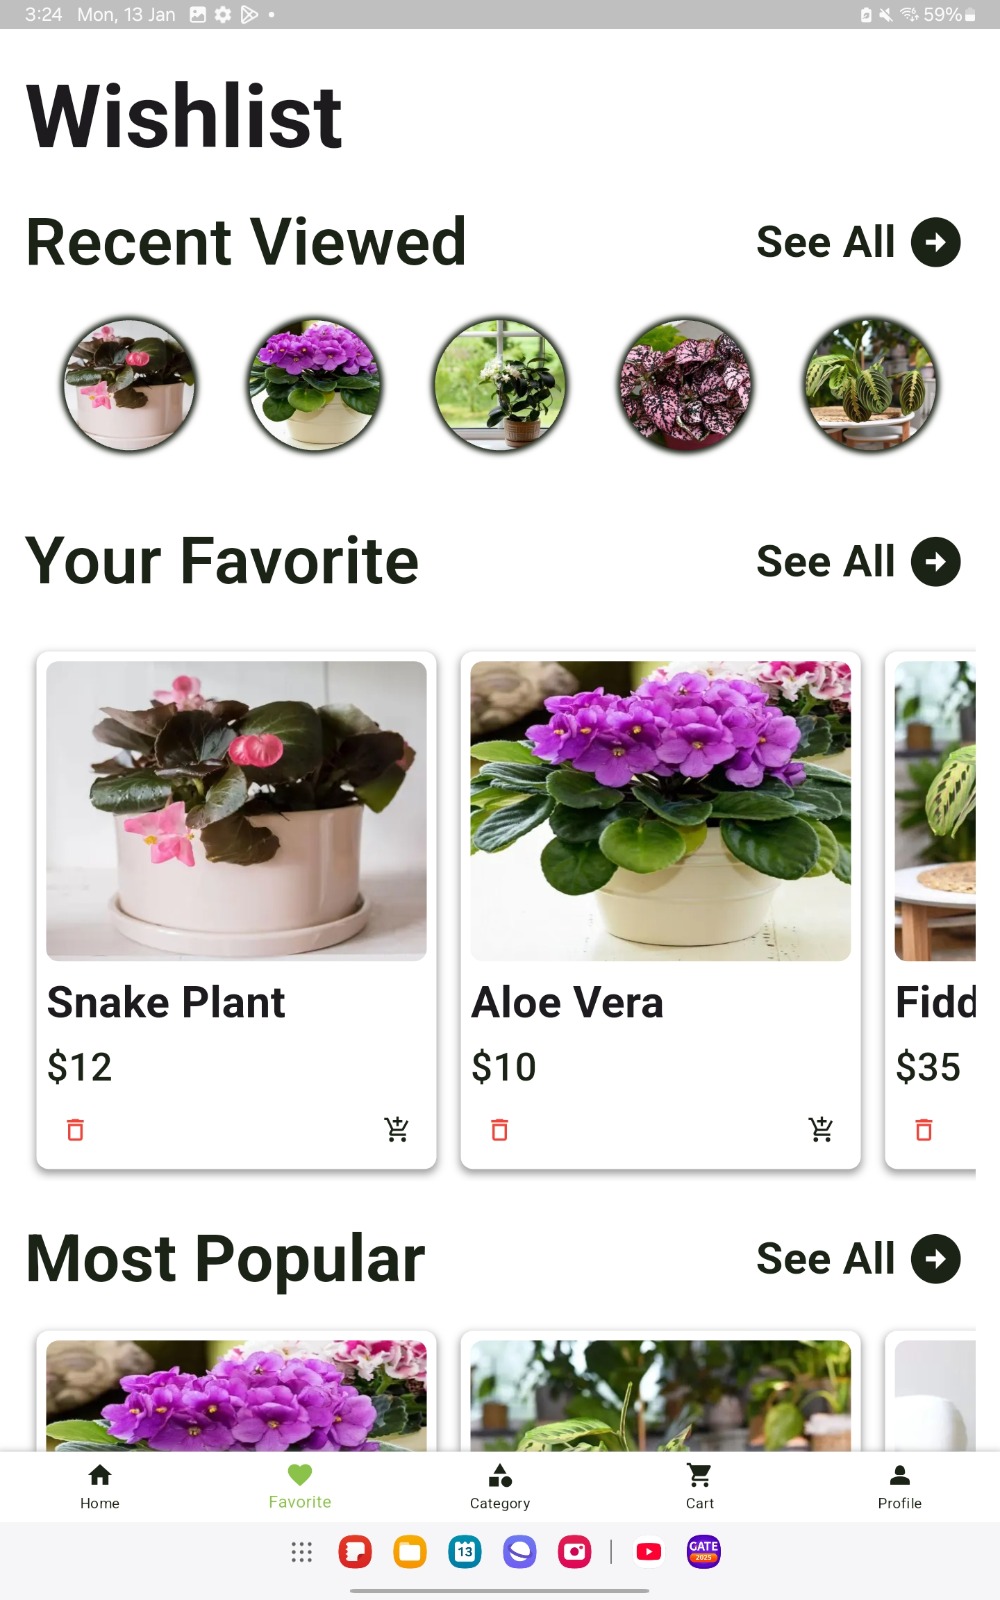 3:24 Mon, 13 Jan 59%
Wishlist
Recent Viewed See All
Your Favorite See All
Snake Plant Aloe Vera Fidd
$12 $10 $35
Most Popular See All
Home Favorite Category Cart Profile
13 GATE
2025